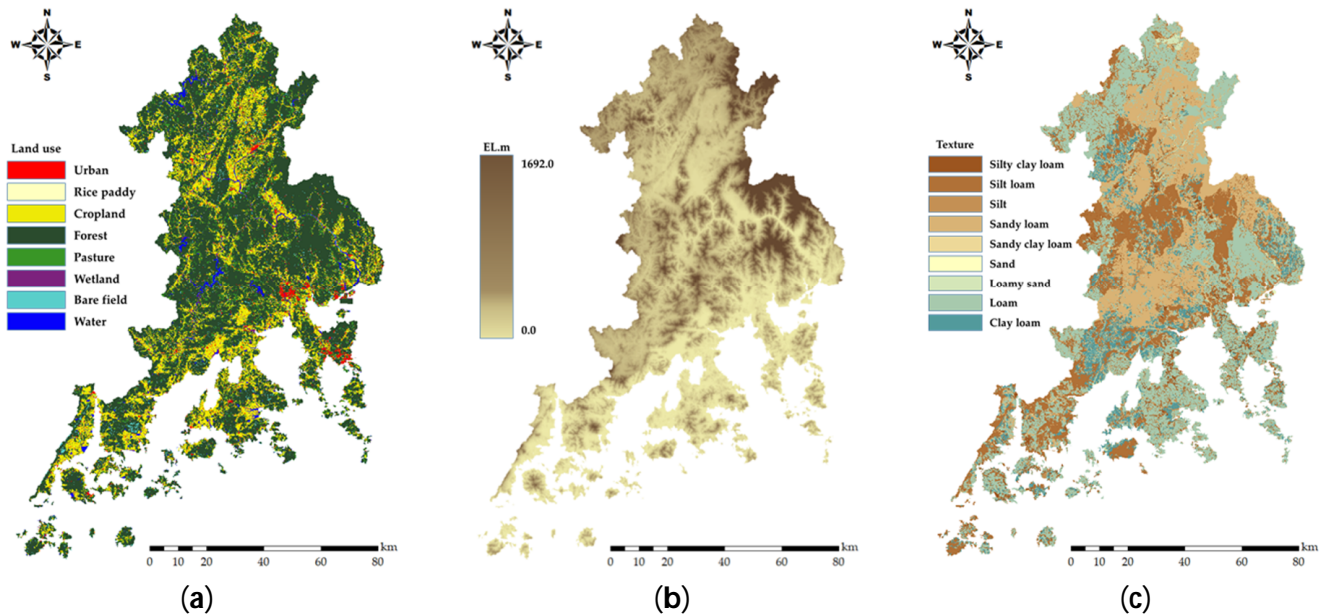 N
W E
S
Land use
Urban
Rice paddy
Cropland
Forest
Pasture
Wetland
Bare field
Water
km
0 10 20 40 60 80
(a)
N
W E
S
EL.m
1692.0
0.0
km
0 10 20 40 60 80
(b)
N
W E
S
Texture
Silty clay loam
Silt loam
Silt
Sandy loam
Sandy clay loam
Sand
Loamy sand
Loam
Clay loam
km
0 10 20 40 60 80
(c)